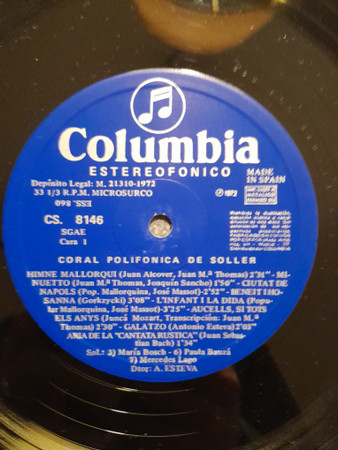 Columbia
ESTEREOFONICO
Depósito Legal: M. 21310-1972
33 1/3 R.P.M. MICROSURCO
ESS. 860
CS. 8146
SGAE
Cara 1
MADE
IN SPAIN
℗ 1972
CORAL POLIFONICA DE SOLLER
HIMNE MALLORQUI (Juan Alcover, Juan M.ª Thomas) 2'31" - MI-
NUETTO (Juan M.ª Thomas, Joaquín Sancho) 1'50" - CIUTAT DE
NAPOLS (Pop. Mallorquina, José Massot)-2'52" - BENEIT I HO-
SANNA (Gorkzycki) 3'08" - L'INFANT I LA DIDA (Popu-
lar Mallorquina, José Massot)3'25" - AUCELLS, SI TOTS
ELS ANYS (Juncá Mozart, Transcripción: Juan M.ª
Thomas) 2'30" - GALATZO (Antonio Esteva)2'03"
ARIA DE LA "CANTATA RUSTICA" (Juan Sebas-
tian Bach) 1'34"
Sol.: 3) María Bosch - 6) Paula Bauzá
7) Mercedes Lago
Dtor: A. ESTEVA